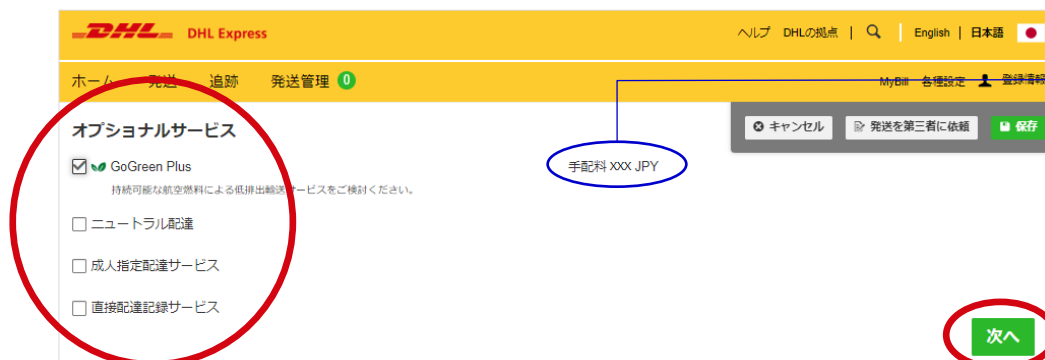 DHL DHL Express ヘルプ DHLの拠点 | English | 日本語
ホーム 発送 追跡 発送管理 0 MyBill 各種設定 登録情報
キャンセル 発送を第三者に依頼 保存
オプショナルサービス
GoGreen Plus 手配料 XXX JPY
持続可能な航空燃料による低排出輸送サービスをご検討ください。
ニュートラル配達
成人指定配達サービス
直接配達記録サービス
次へ